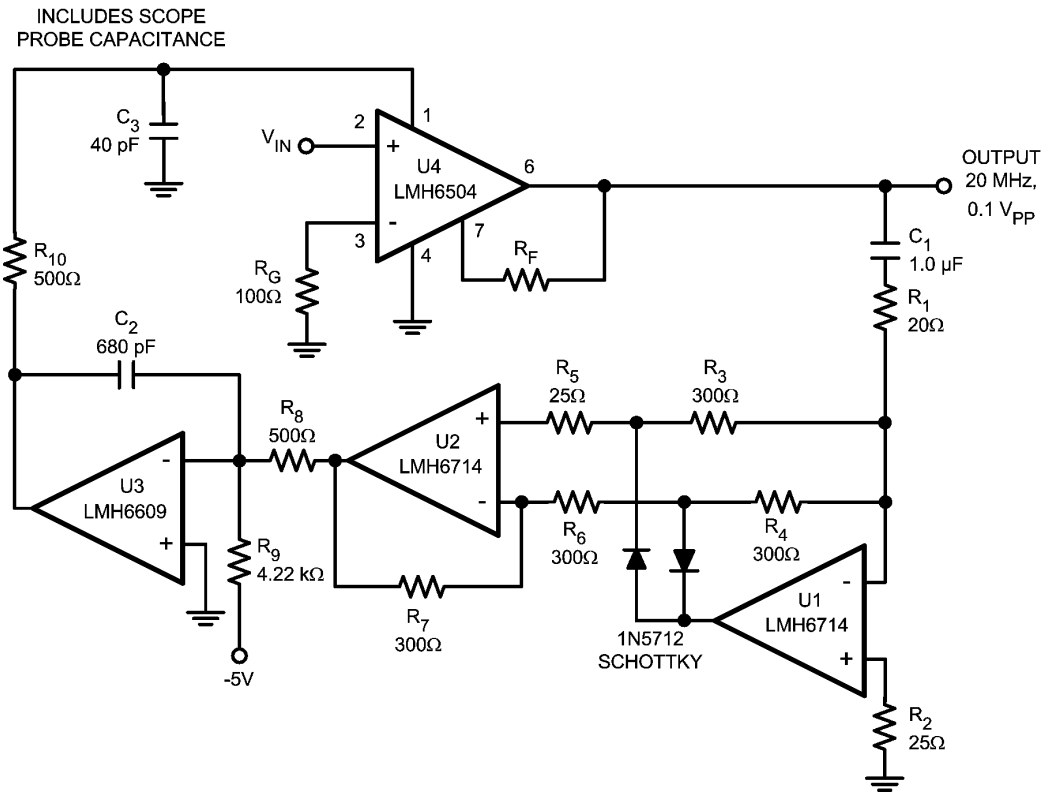 INCLUDES SCOPE
PROBE CAPACITANCE
C3
40 pF
VIN
2
+
1
U4
LMH6504
6
-
3
4
7
RF
RG
100Ω
OUTPUT
20 MHz,
0.1 VPP
C1
1.0 µF
R1
20Ω
R10
500Ω
C2
680 pF
R8
500Ω
R5
25Ω
R3
300Ω
+
U2
LMH6714
-
R6
300Ω
R4
300Ω
-
U3
LMH6609
+
R9
4.22 kΩ
-5V
R7
300Ω
1N5712
SCHOTTKY
-
U1
LMH6714
+
R2
25Ω